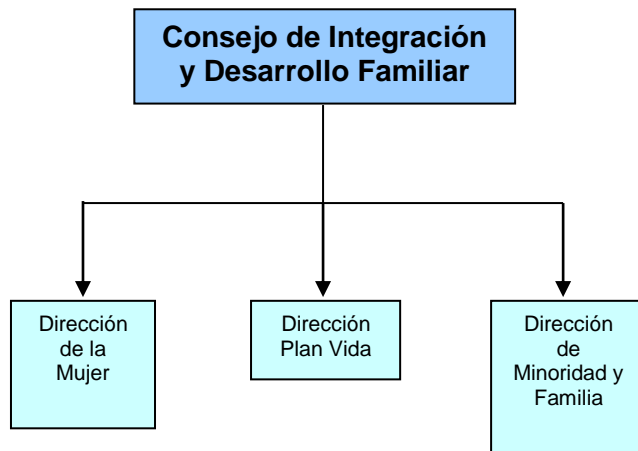 Consejo de Integración
y Desarrollo Familiar
Dirección
de la
Mujer
Dirección
Plan Vida
Dirección
de
Minoridad y
Familia